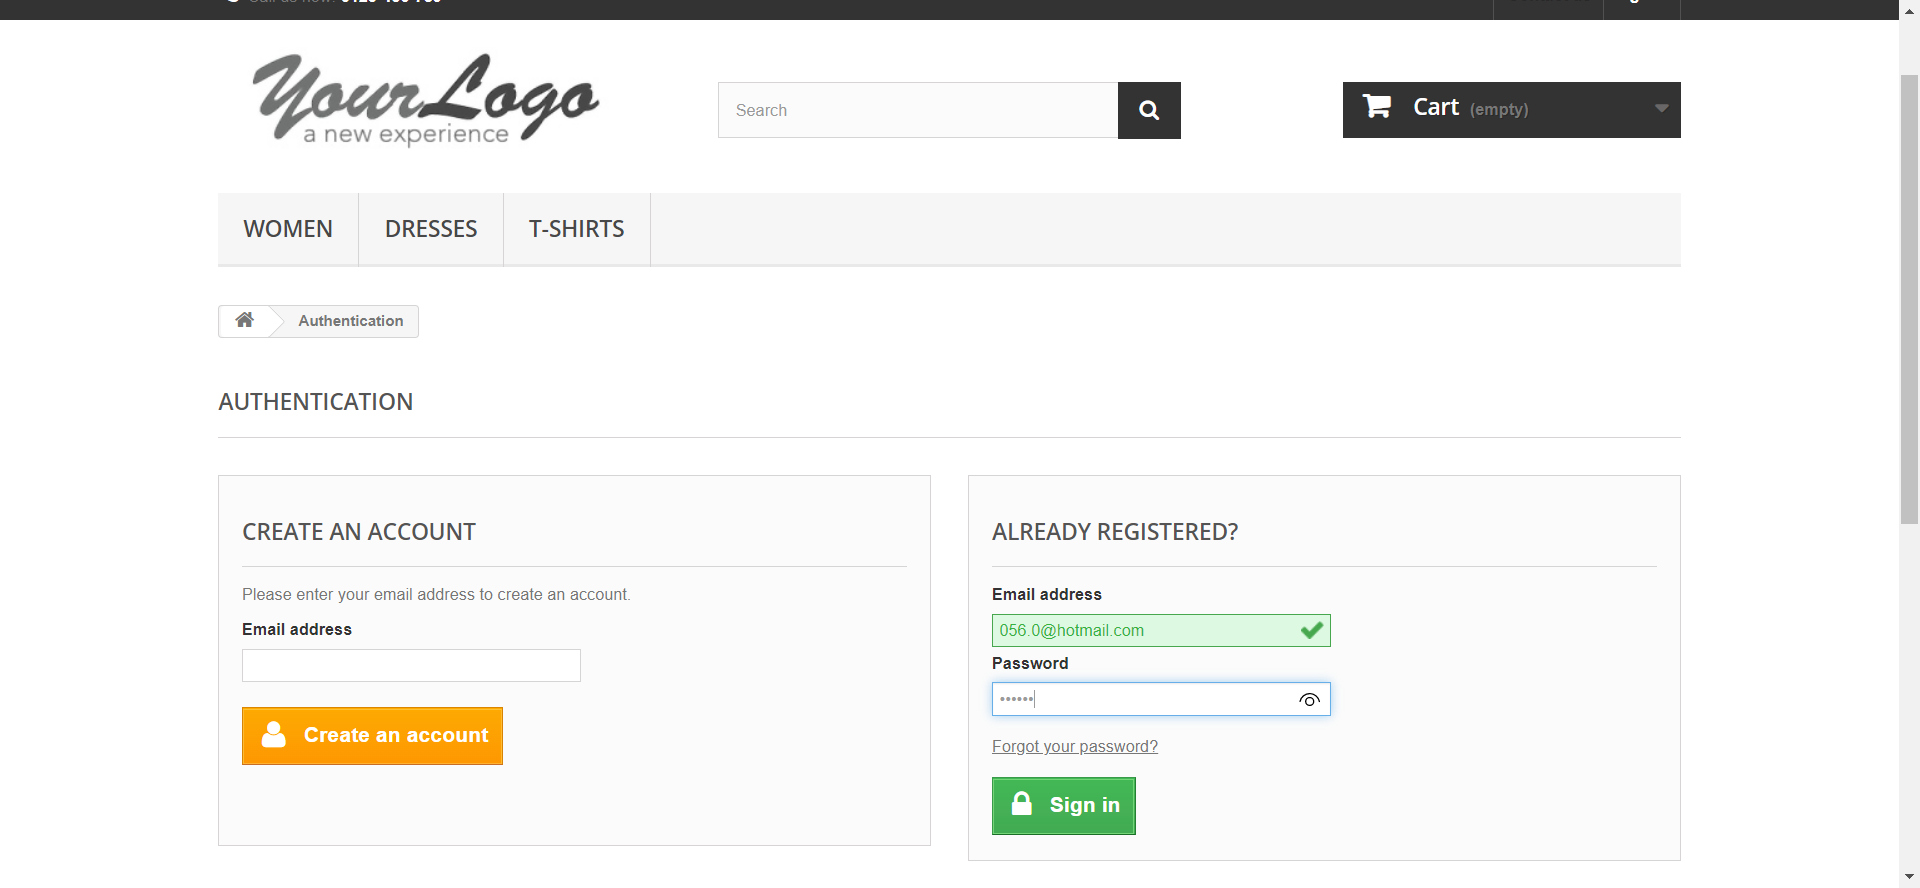 YourLogo
a new experience
Search
Cart (empty)
WOMEN
DRESSES
T-SHIRTS
Authentication
AUTHENTICATION
CREATE AN ACCOUNT
Please enter your email address to create an account.
Email address
Create an account
ALREADY REGISTERED?
Email address
056.0@hotmail.com
Password
••••••
Forgot your password?
Sign in